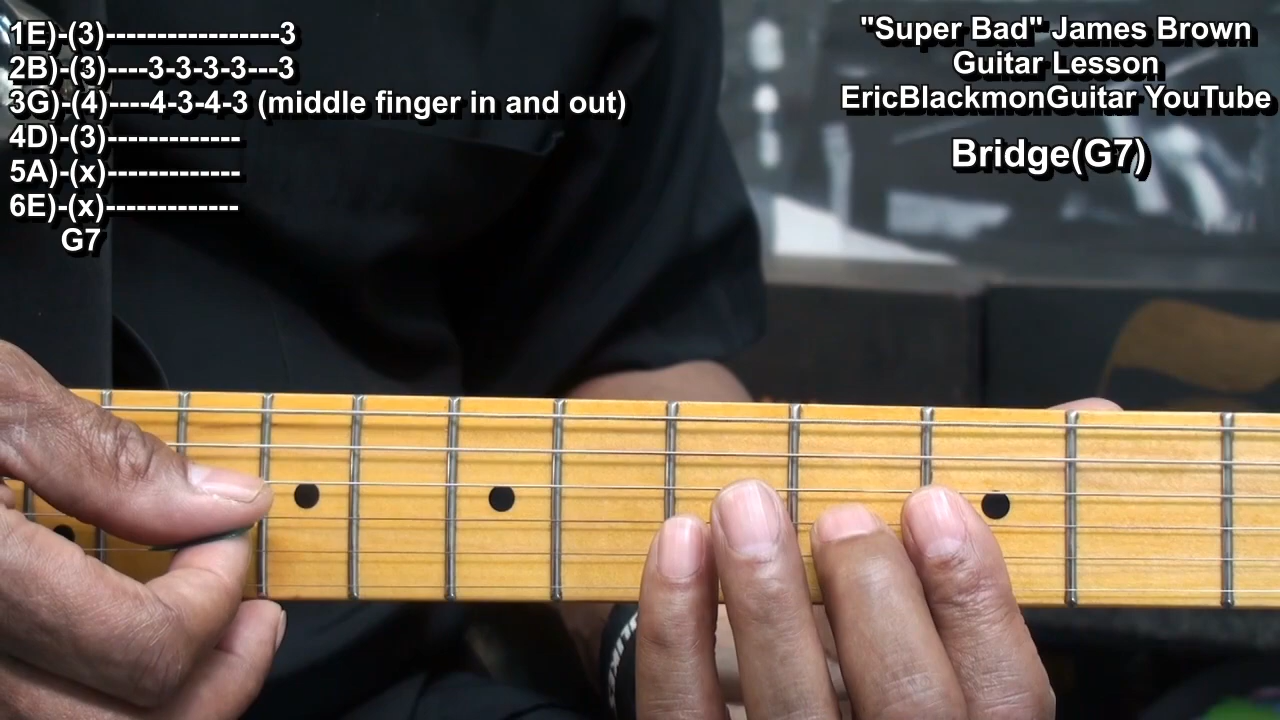 1E)-(3)-----------------3
2B)-(3)----3-3-3-3---3
3G)-(4)----4-3-4-3 (middle finger in and out)
4D)-(3)-------------
5A)-(x)-------------
6E)-(x)-------------
G7
"Super Bad" James Brown
Guitar Lesson
EricBlackmonGuitar YouTube
Bridge(G7)